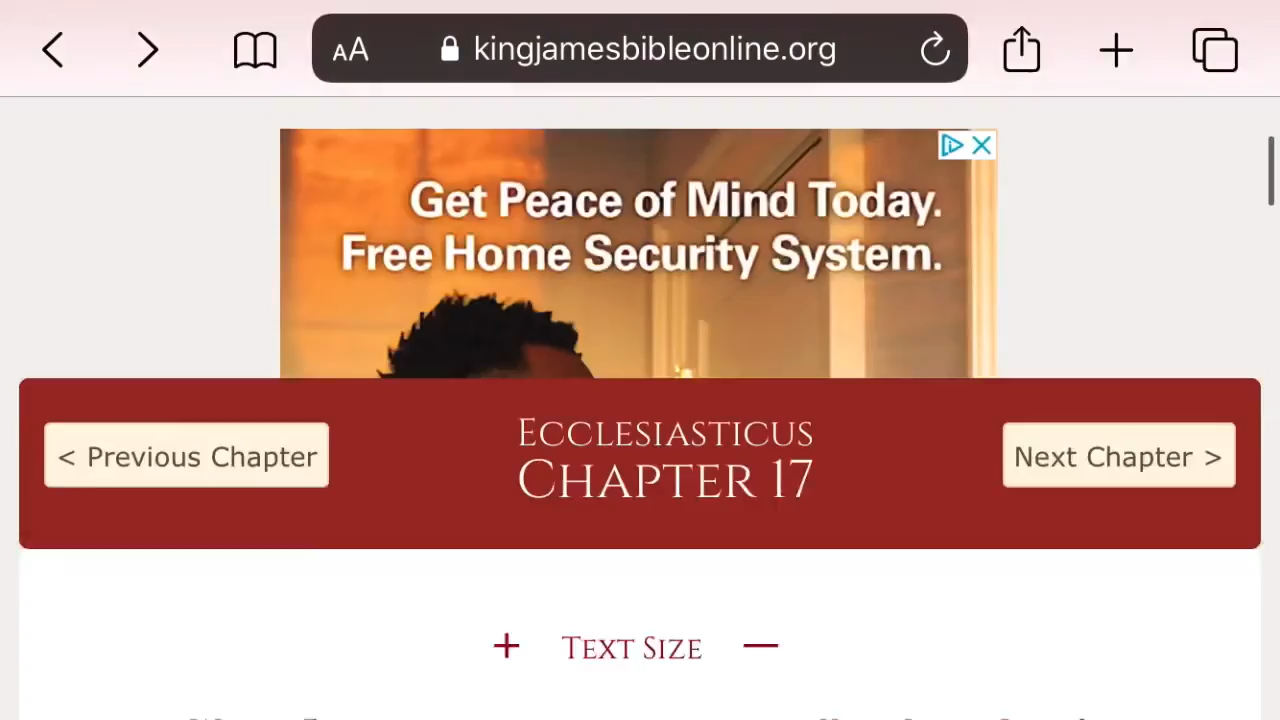 AA kingjamesbibleonline.org
Get Peace of Mind Today.
Free Home Security System.
< Previous Chapter
Ecclesiasticus
Chapter 17
Next Chapter >
+ Text Size —